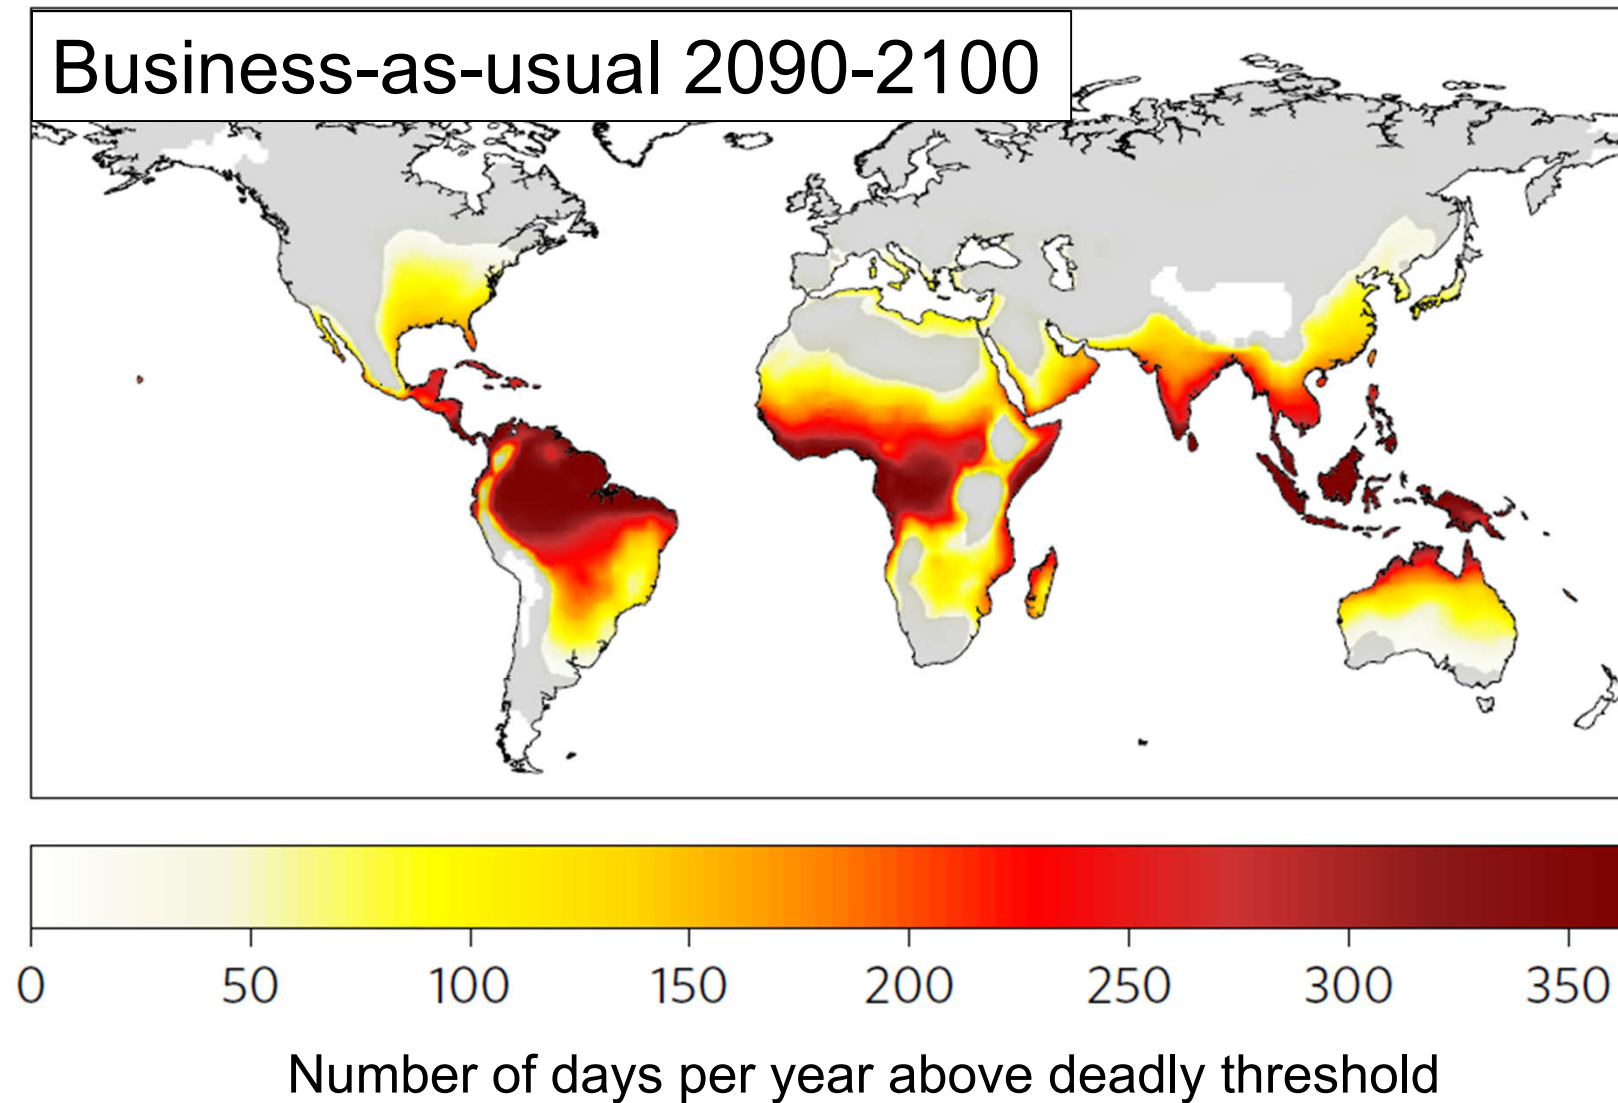 Business-as-usual 2090-2100
0 50 100 150 200 250 300 350
Number of days per year above deadly threshold